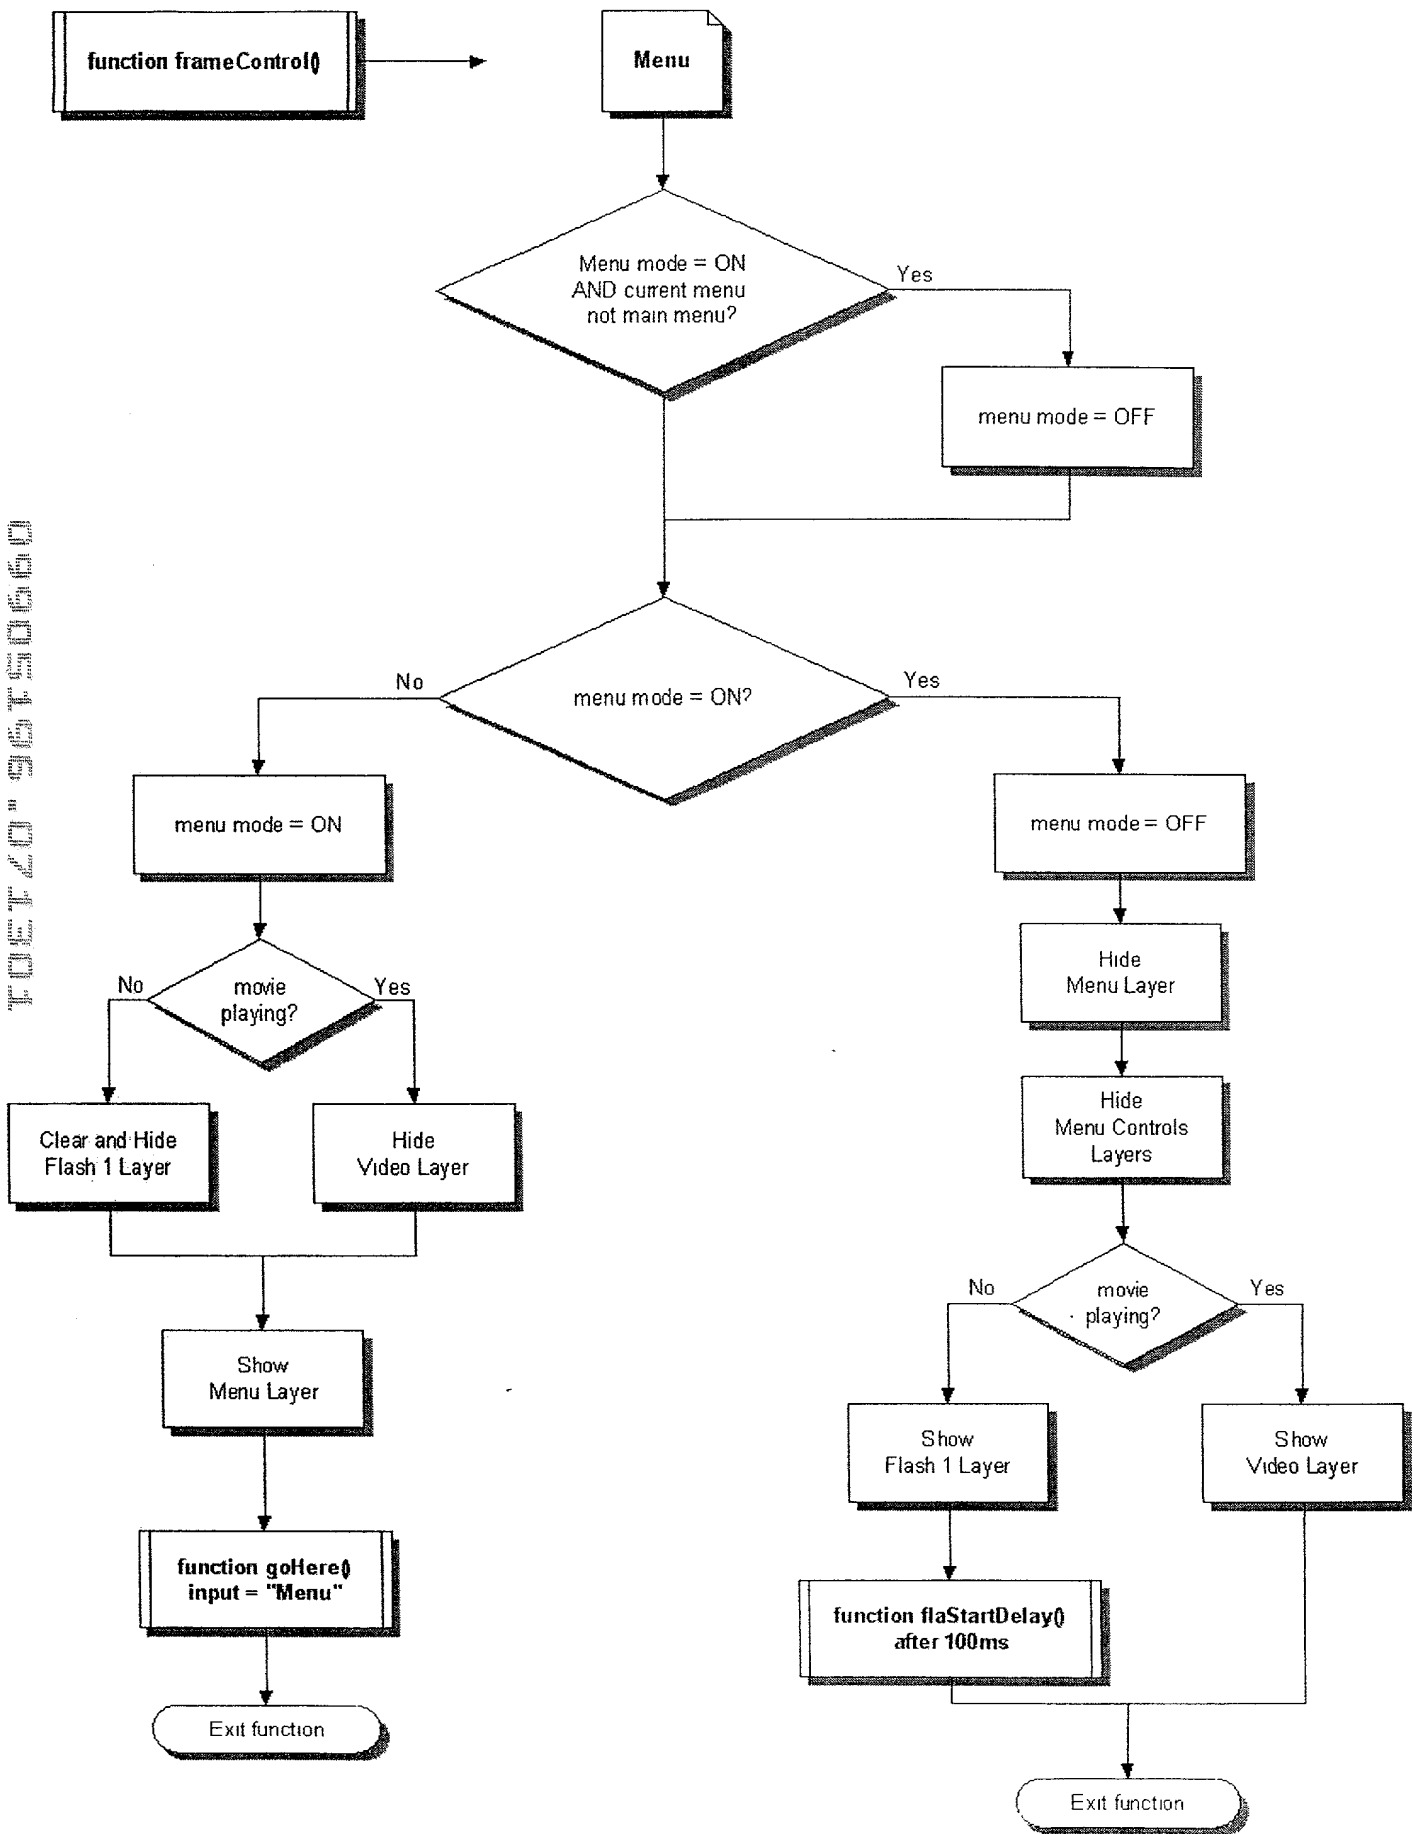 function frameControl()
Menu
Menu mode = ON
AND current menu
not main menu?
Yes
menu mode = OFF
menu mode = ON?
No
Yes
menu mode = ON
menu mode = OFF
movie
playing?
No
Yes
Clear and Hide
Flash 1 Layer
Hide
Video Layer
Show
Menu Layer
function goHere()
input = "Menu"
Exit function
Hide
Menu Layer
Hide
Menu Controls
Layers
movie
playing?
No
Yes
Show
Flash 1 Layer
Show
Video Layer
function flaStartDelay()
after 100ms
Exit function